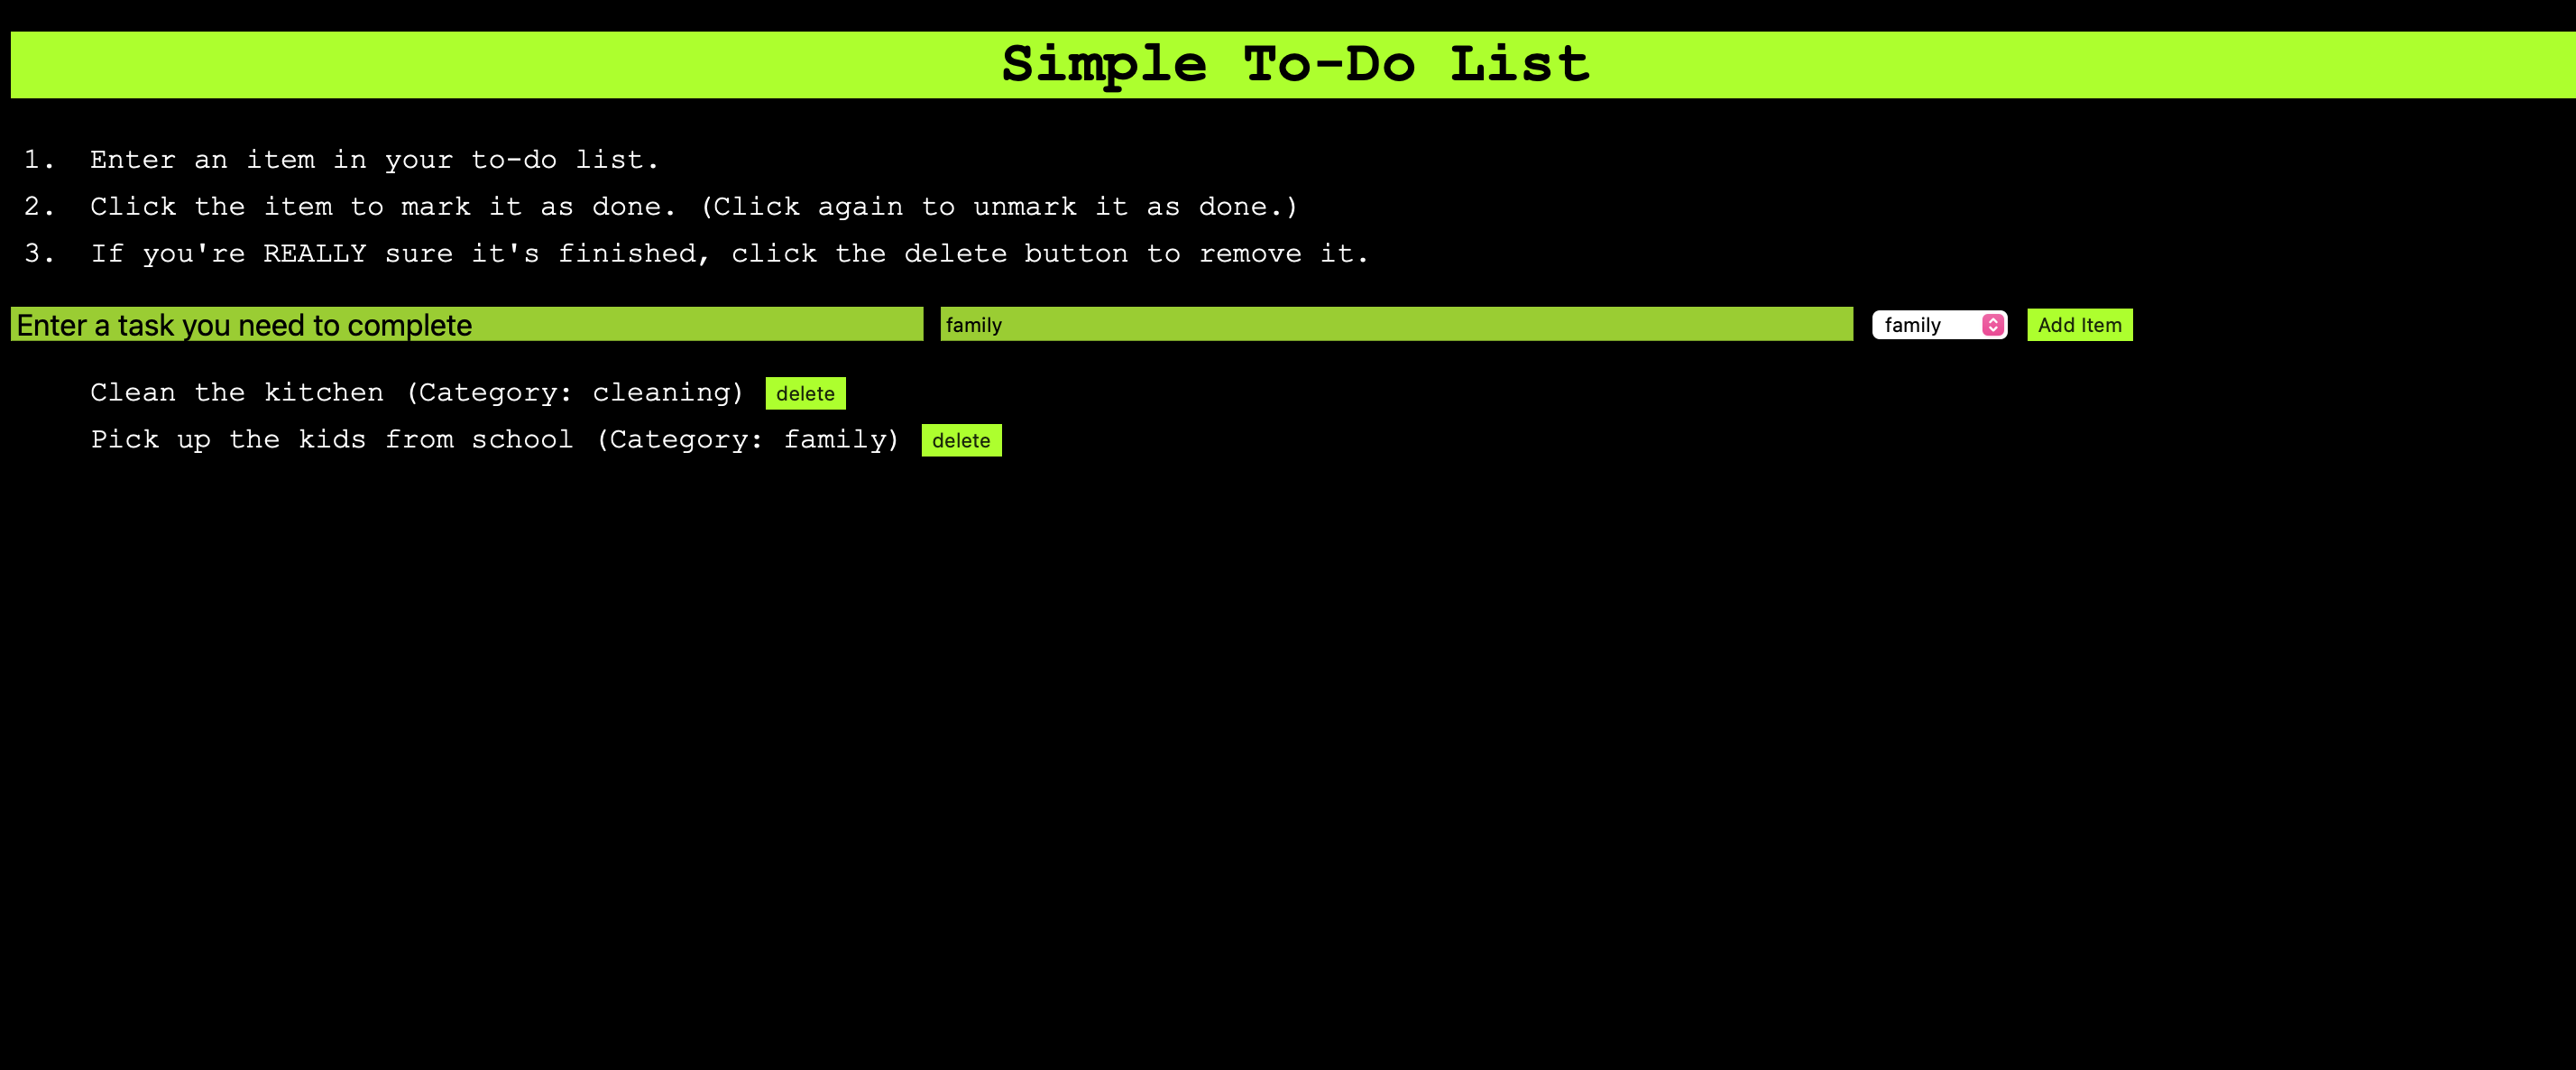 Simple To-Do List
1. Enter an item in your to-do list.
2. Click the item to mark it as done. (Click again to unmark it as done.)
3. If you're REALLY sure it's finished, click the delete button to remove it.
Enter a task you need to complete family family Add Item
Clean the kitchen (Category: cleaning) delete
Pick up the kids from school (Category: family) delete